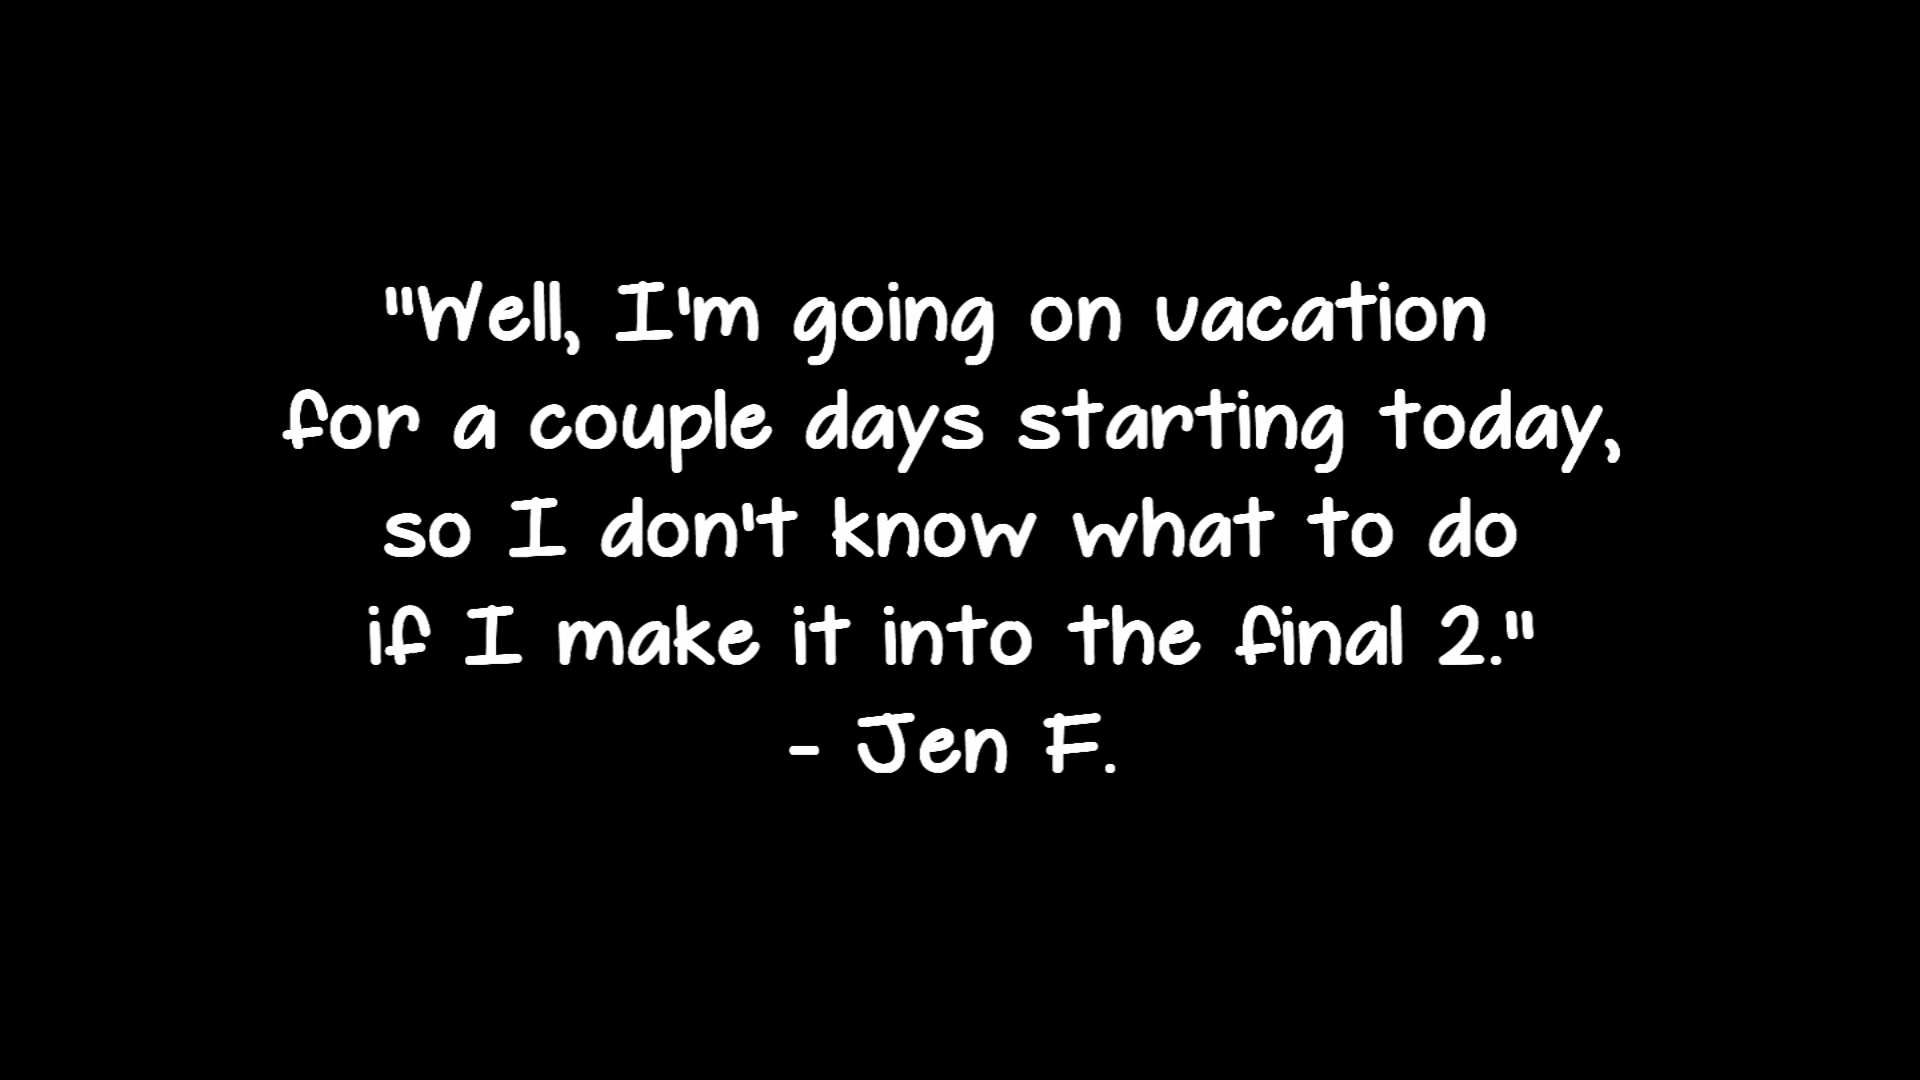 "Well, I'm going on vacation
for a couple days starting today,
so I don't know what to do
if I make it into the final 2."
- Jen F.